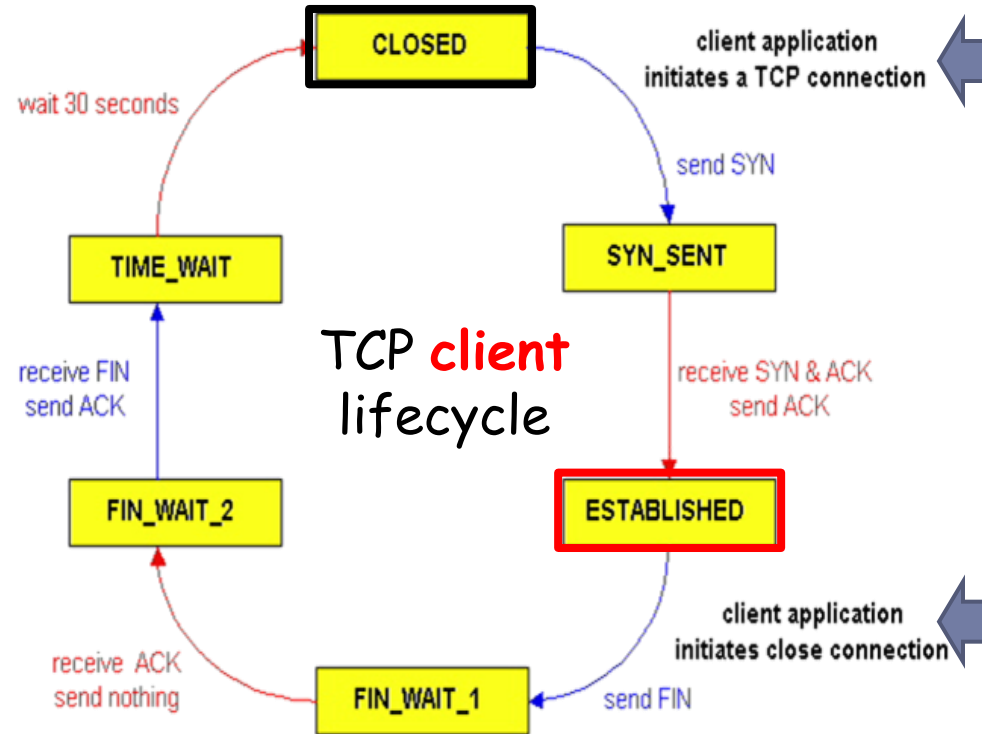 CLOSED
client application
initiates a TCP connection
wait 30 seconds
send SYN
TIME_WAIT
SYN_SENT
TCP client
lifecycle
receive FIN
send ACK
receive SYN & ACK
send ACK
FIN_WAIT_2
ESTABLISHED
client application
initiates close connection
receive ACK
send nothing
FIN_WAIT_1
send FIN